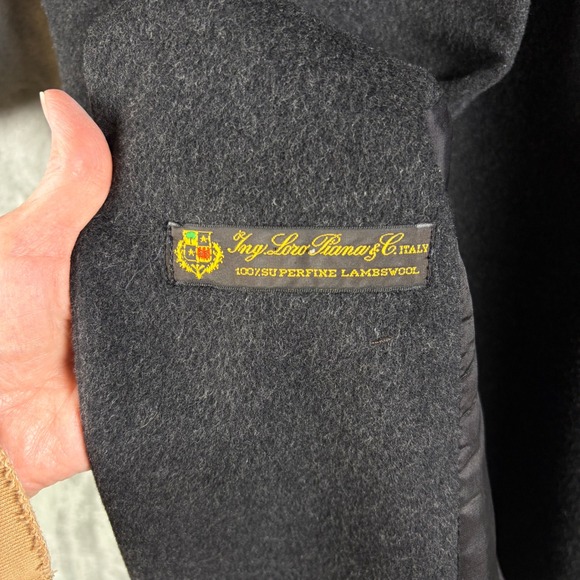 Ing. Loro Piana & C. ITALY
100% SUPERFINE LAMBSWOOL